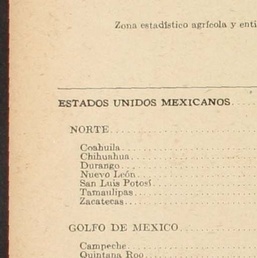 Zona estadístico agrícola y enti
ESTADOS UNIDOS MEXICANOS
NORTE
Coahuila
Chihuahua
Durango
Nuevo León
San Luis Potosí
Tamaulipas
Zacatecas
GOLFO DE MEXICO
Campeche
Quintana Roo